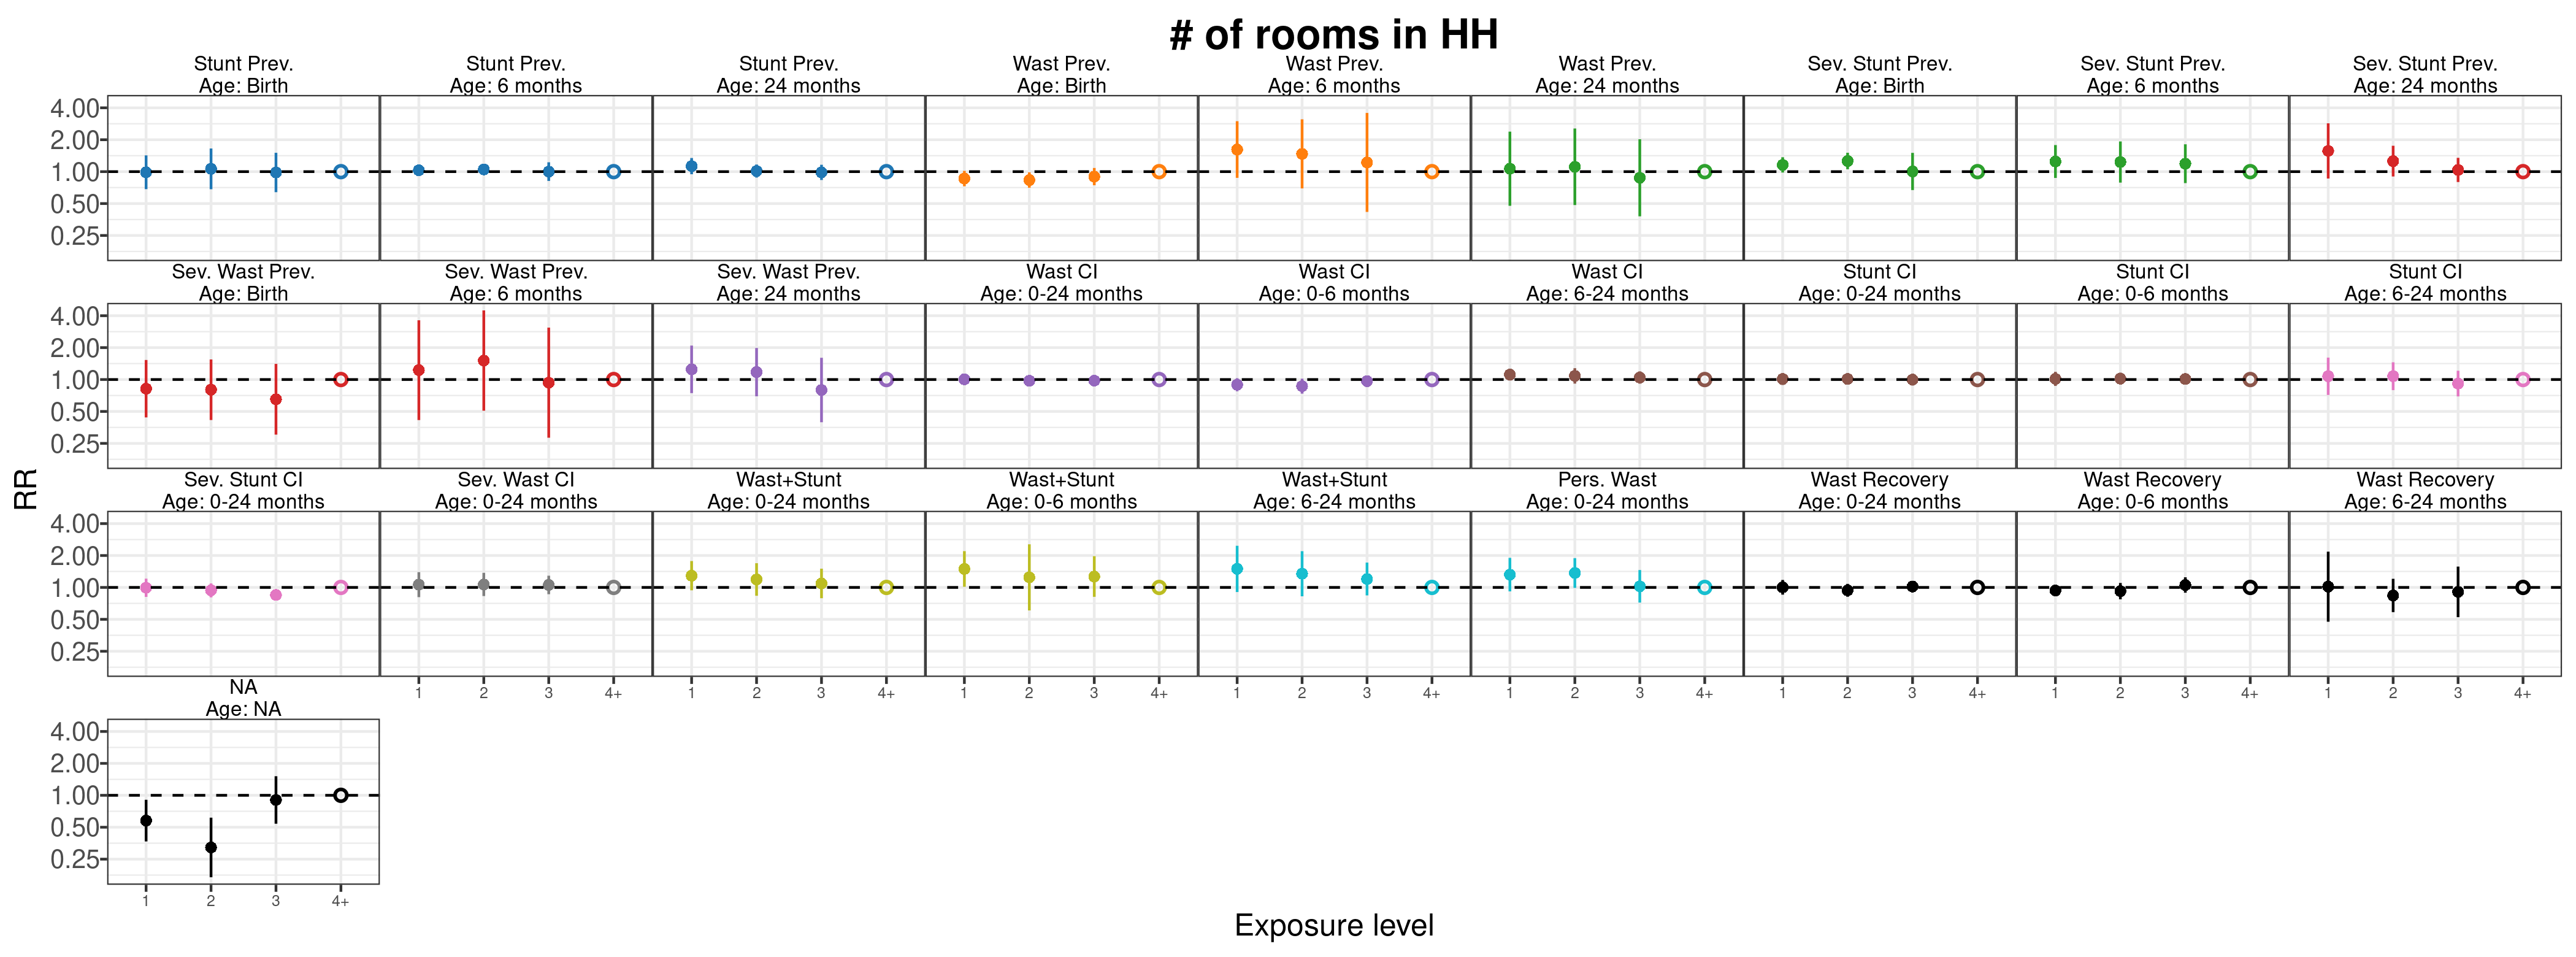 # of rooms in HH
Stunt Prev.
Age: Birth
Stunt Prev.
Age: 6 months
Stunt Prev.
Age: 24 months
Wast Prev.
Age: Birth
Wast Prev.
Age: 6 months
Wast Prev.
Age: 24 months
Sev. Stunt Prev.
Age: Birth
Sev. Stunt Prev.
Age: 6 months
Sev. Stunt Prev.
Age: 24 months
4.00
2.00
1.00
0.50
0.25
Sev. Wast Prev.
Age: Birth
Sev. Wast Prev.
Age: 6 months
Sev. Wast Prev.
Age: 24 months
Wast CI
Age: 0-24 months
Wast CI
Age: 0-6 months
Wast CI
Age: 6-24 months
Stunt CI
Age: 0-24 months
Stunt CI
Age: 0-6 months
Stunt CI
Age: 6-24 months
4.00
2.00
1.00
0.50
0.25
RR
Sev. Stunt CI
Age: 0-24 months
Sev. Wast CI
Age: 0-24 months
Wast+Stunt
Age: 0-24 months
Wast+Stunt
Age: 0-6 months
Wast+Stunt
Age: 6-24 months
Pers. Wast
Age: 0-24 months
Wast Recovery
Age: 0-24 months
Wast Recovery
Age: 0-6 months
Wast Recovery
Age: 6-24 months
4.00
2.00
1.00
0.50
0.25
1 2 3 4+
1 2 3 4+
1 2 3 4+
1 2 3 4+
1 2 3 4+
1 2 3 4+
1 2 3 4+
1 2 3 4+
NA
Age: NA
4.00
2.00
1.00
0.50
0.25
1 2 3 4+
Exposure level